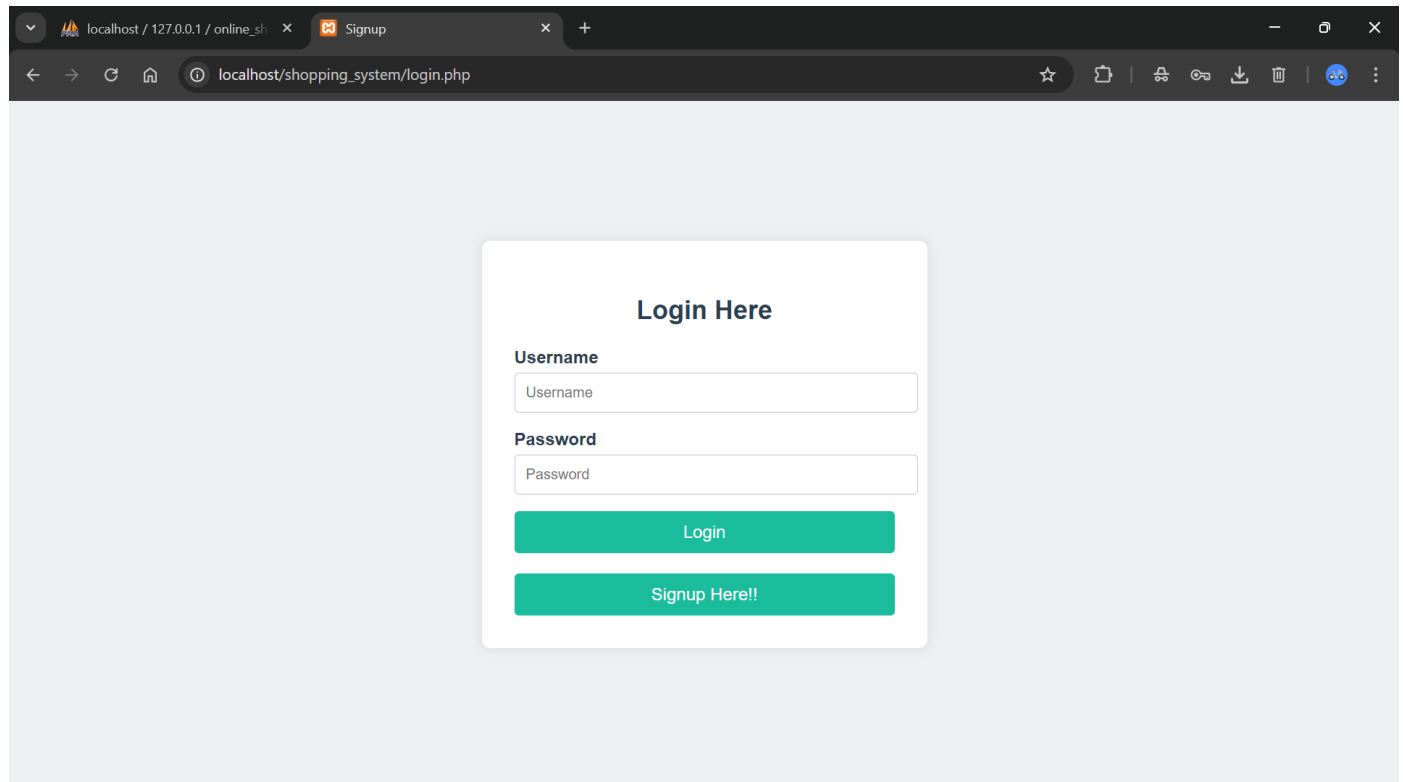 localhost / 127.0.0.1 / online_sh
Signup
localhost/shopping_system/login.php
Login Here
Username
Username
Password
Password
Login
Signup Here!!